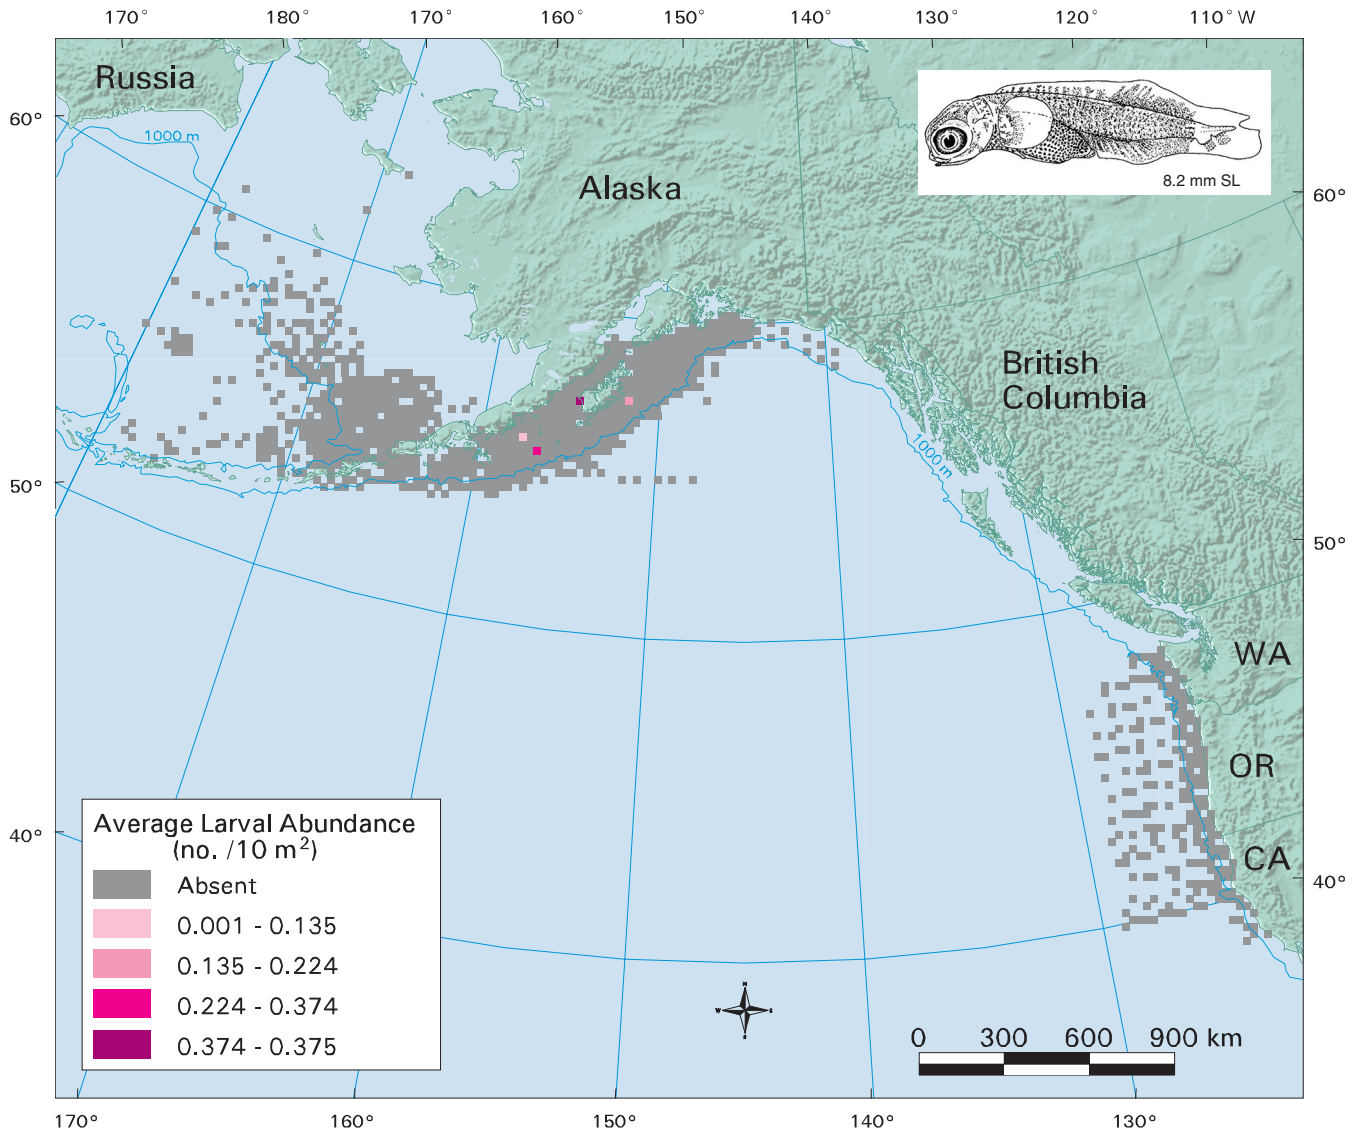 170° 180° 170° 160° 150° 140° 130° 120° 110° W
Russia
60°
1000 m
Alaska
8.2 mm SL
60°
British
Columbia
1000 m
50°
50°
WA
OR
CA
40°
40°
Average Larval Abundance
(no. /10 m²)
Absent
0.001 - 0.135
0.135 - 0.224
0.224 - 0.374
0.374 - 0.375
N
W
S
0 300 600 900 km
170° 160° 150° 140° 130°